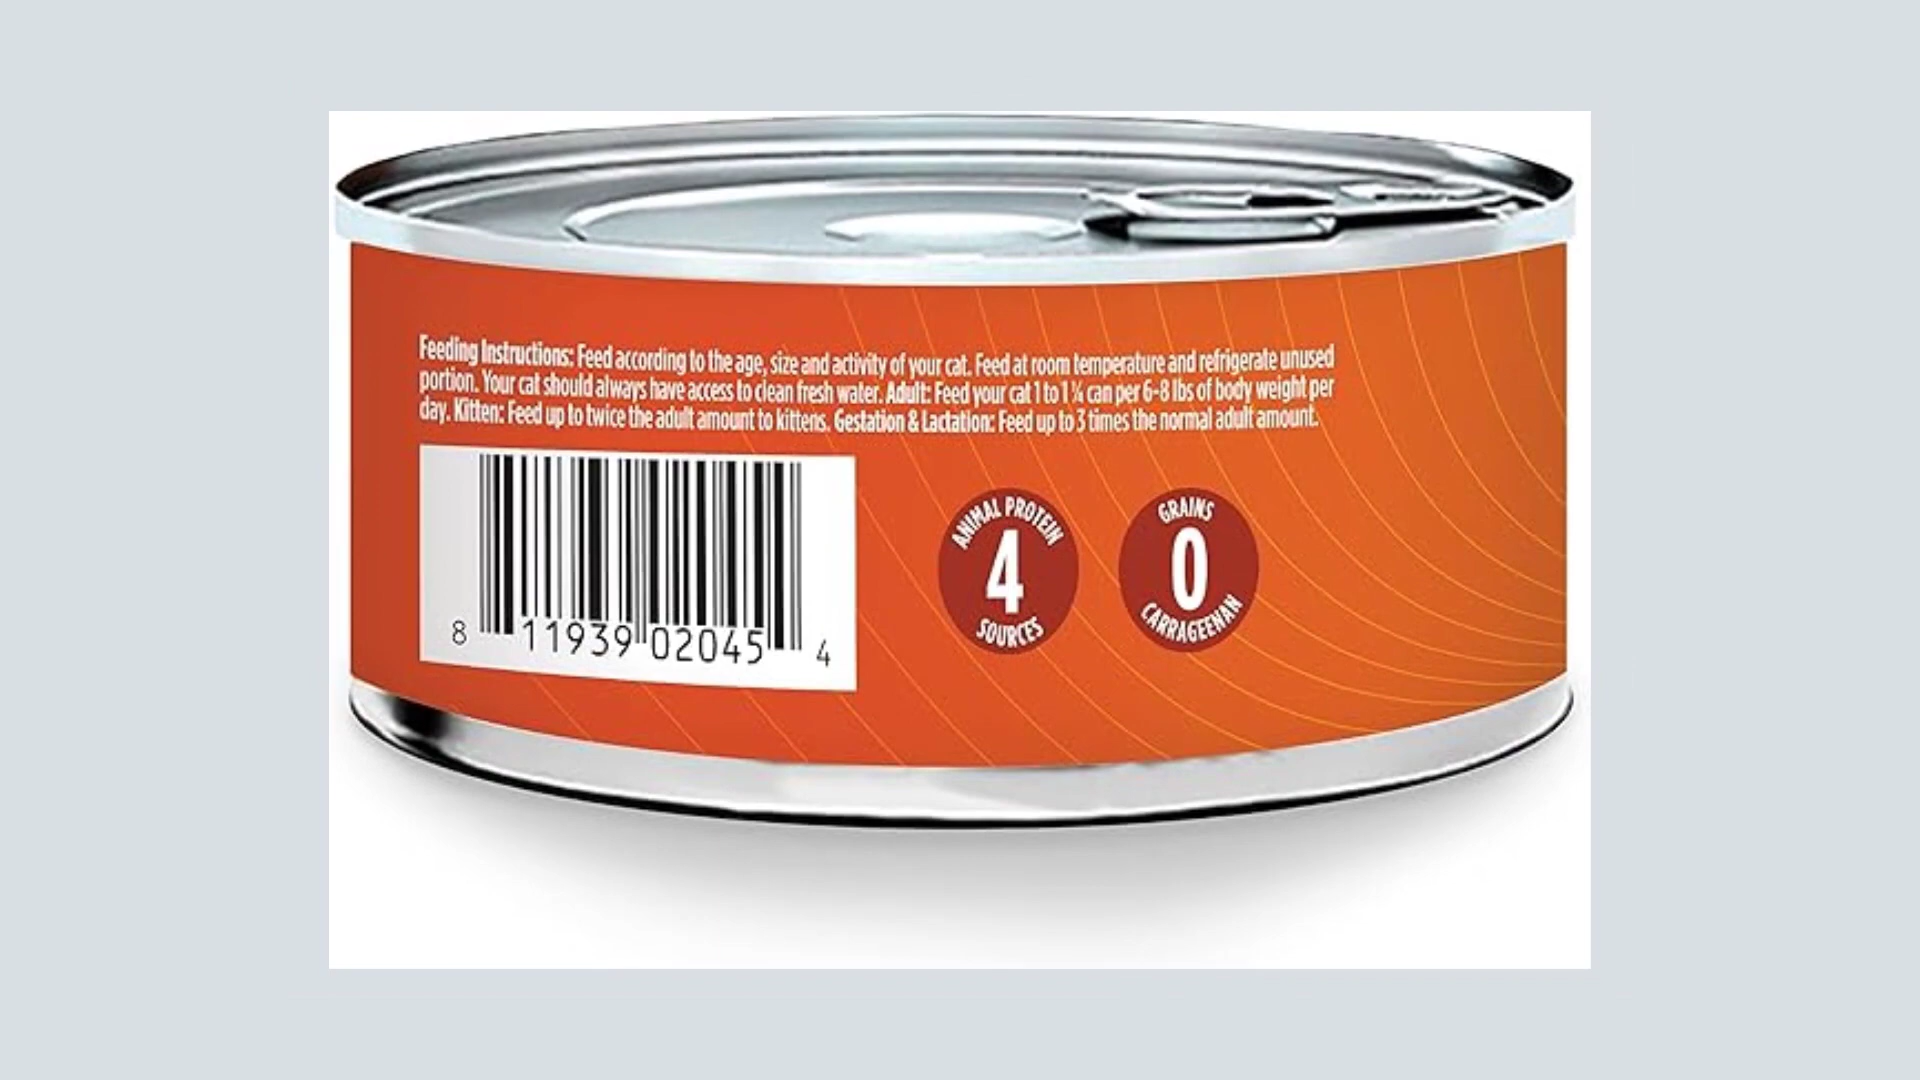 Feeding Instructions: Feed according to the age, size and activity of your cat. Feed at room temperature and refrigerate unused
portion. Your cat should always have access to clean fresh water. Adult: Feed your cat 1 to 1 ¼ can per 6-8 lbs of body weight per
day. Kitten: Feed up to twice the adult amount to kittens. Gestation & Lactation: Feed up to 3 times the normal adult amount.
8 11939 02045 4
ANIMAL PROTEIN
4
SOURCES
GRAINS
0
CARRAGEENAN